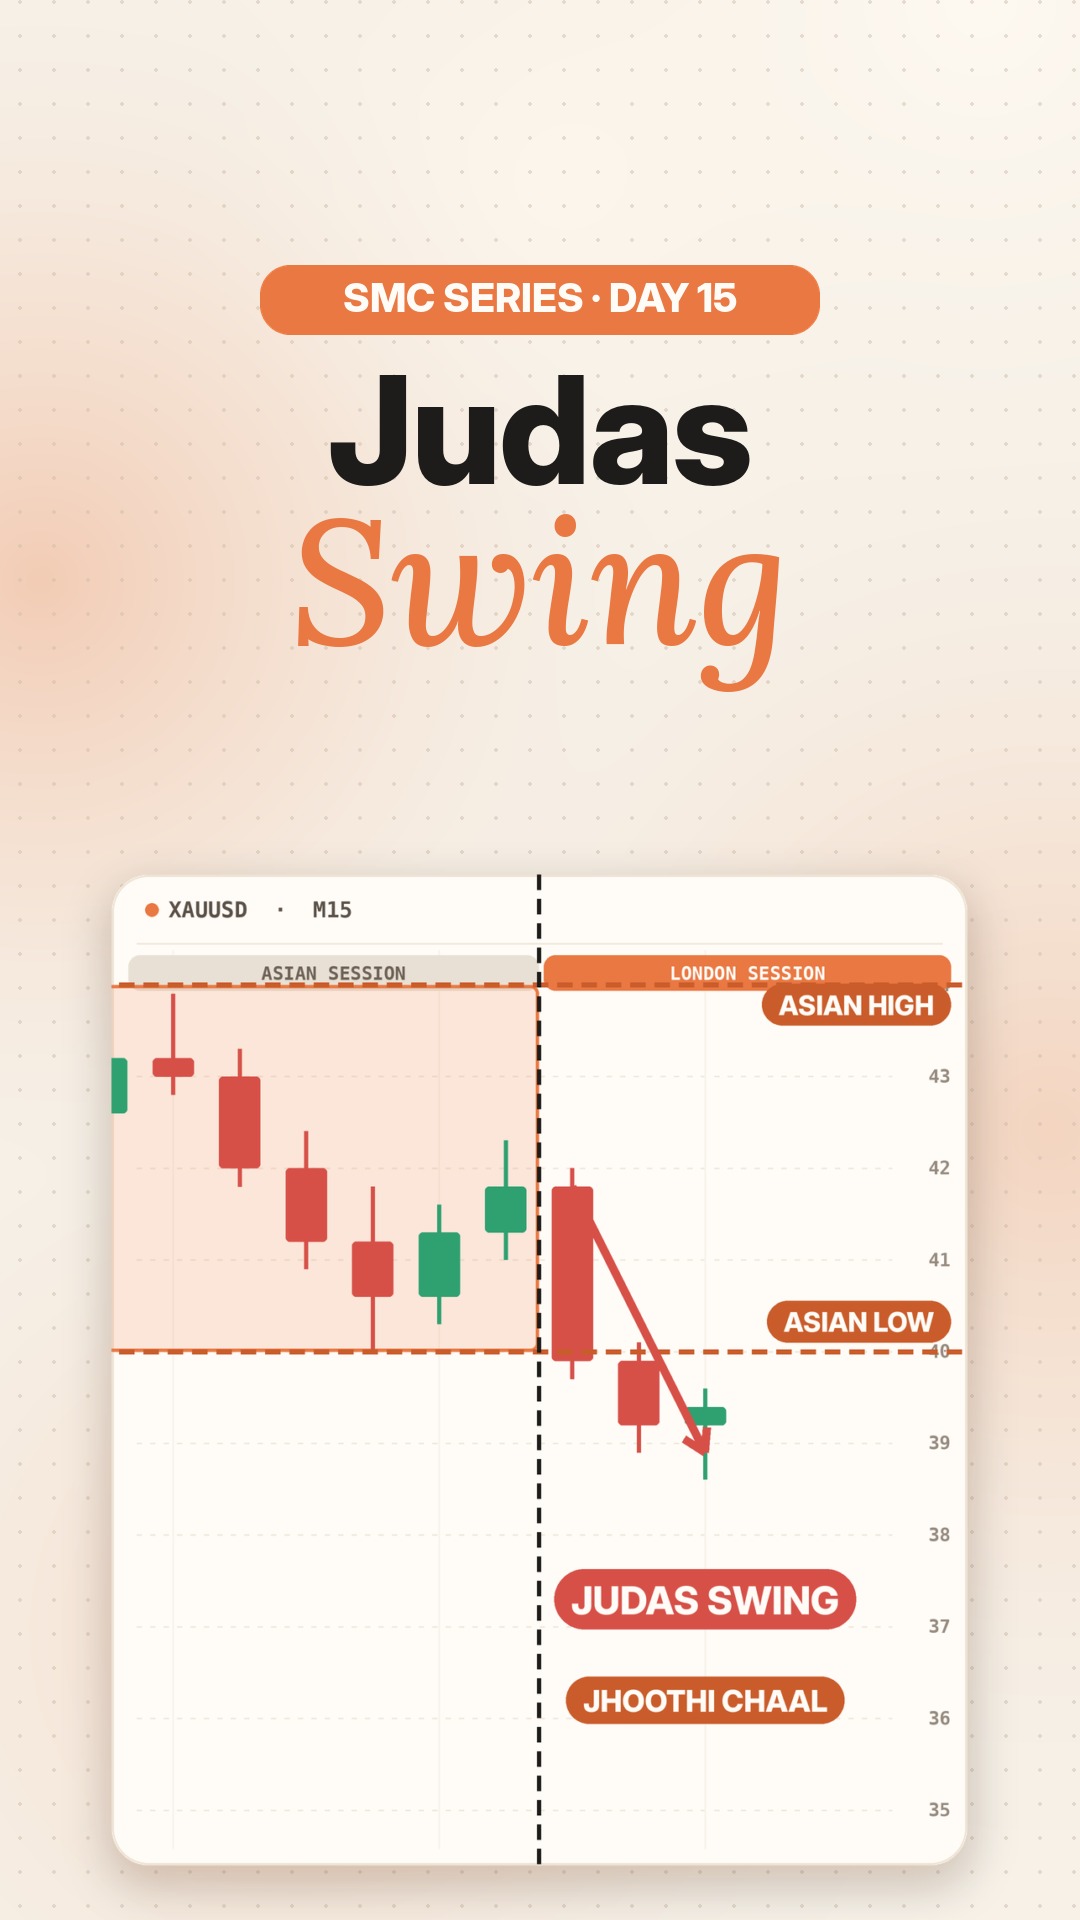 SMC SERIES · DAY 15
Judas
Swing
XAUUSD · M15
ASIAN SESSION
LONDON SESSION
ASIAN HIGH
43
42
41
ASIAN LOW
40
39
38
JUDAS SWING
37
JHOOTHI CHAAL
36
35